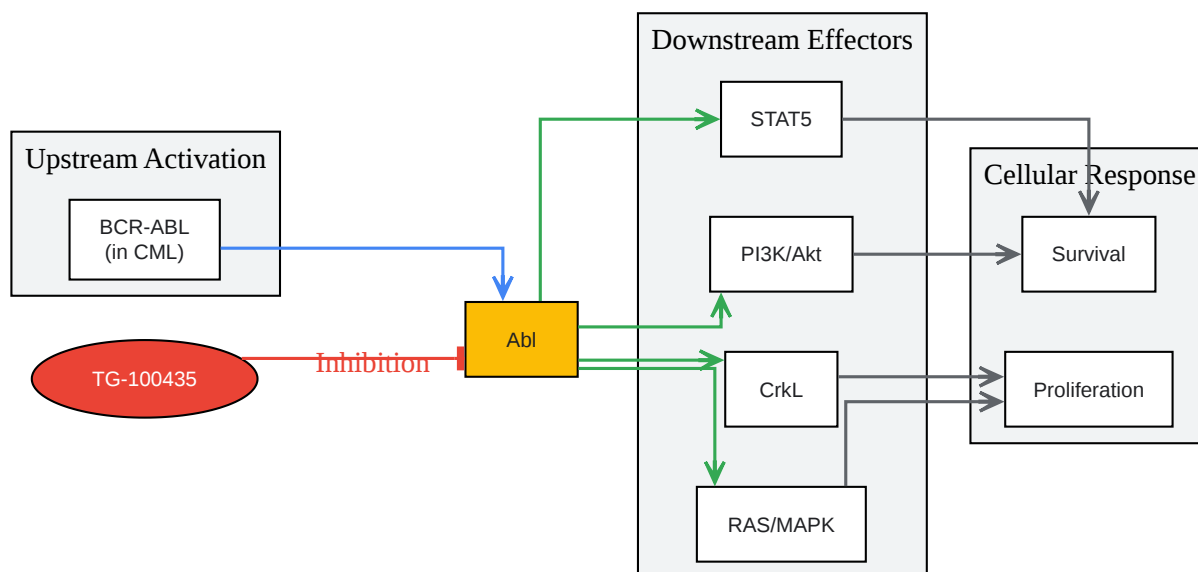 Upstream Activation
BCR-ABL
(in CML)
TG-100435
Inhibition
Abl
Downstream Effectors
STAT5
PI3K/Akt
CrkL
RAS/MAPK
Cellular Response
Survival
Proliferation